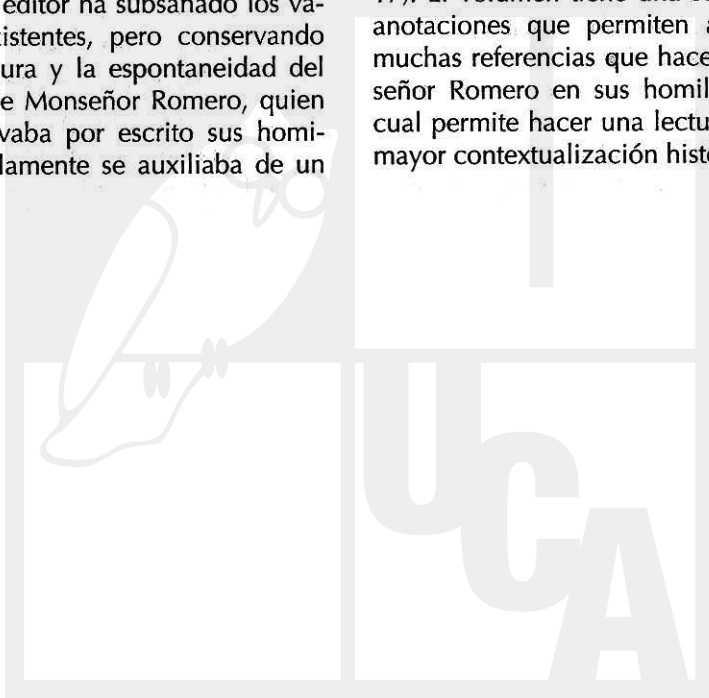 editor ha subsanado los va-
istentes, pero conservando
ura y la espontaneidad del
e Monseñor Romero, quien
vaba por escrito sus homi-
lamente se auxiliaba de un
anotaciones que permiten a
muchas referencias que hace
señor Romero en sus homil
cual permite hacer una lectu
mayor contextualización histó
UCA